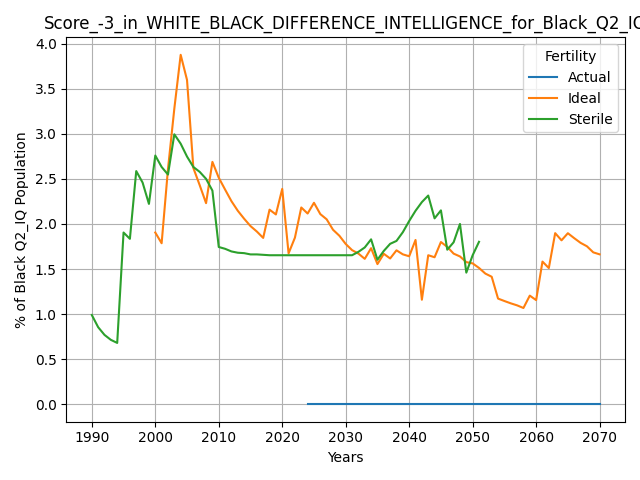 Score_-3_in_WHITE_BLACK_DIFFERENCE_INTELLIGENCE_for_Black_Q2_IQ
Fertility
Actual
Ideal
Sterile
% of Black Q2_IQ Population
4.0
3.5
3.0
2.5
2.0
1.5
1.0
0.5
0.0
1990 2000 2010 2020 2030 2040 2050 2060 2070
Years